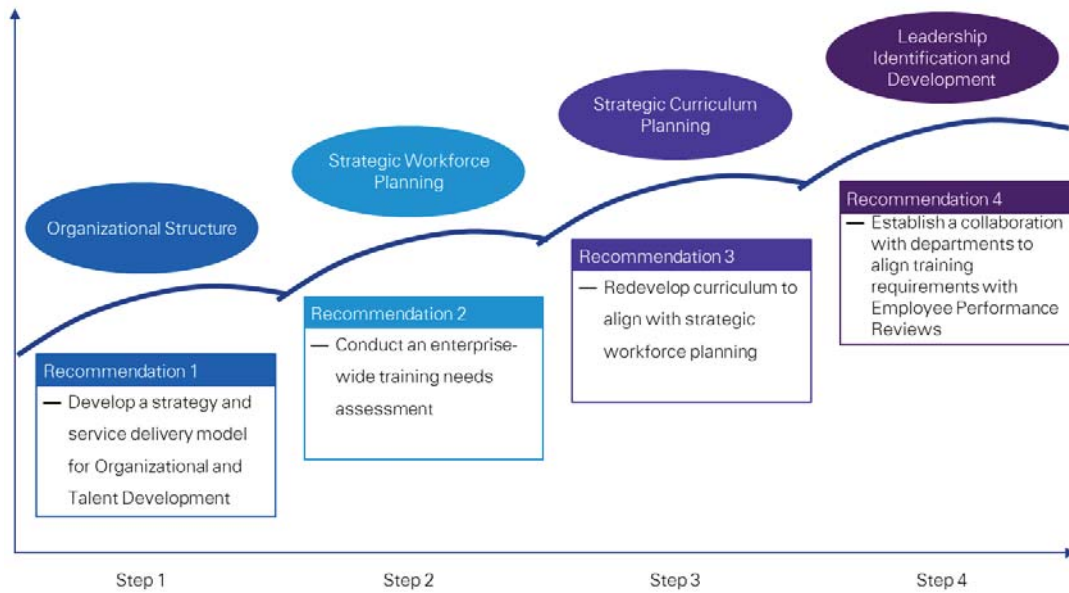 Organizational Structure
Recommendation 1
— Develop a strategy and
service delivery model
for Organizational and
Talent Development
Strategic Workforce
Planning
Recommendation 2
— Conduct an enterprise-
wide training needs
assessment
Strategic Curriculum
Planning
Recommendation 3
— Redevelop curriculum to
align with strategic
workforce planning
Leadership
Identification and
Development
Recommendation 4
— Establish a collaboration
with departments to
align training
requirements with
Employee Performance
Reviews
Step 1
Step 2
Step 3
Step 4